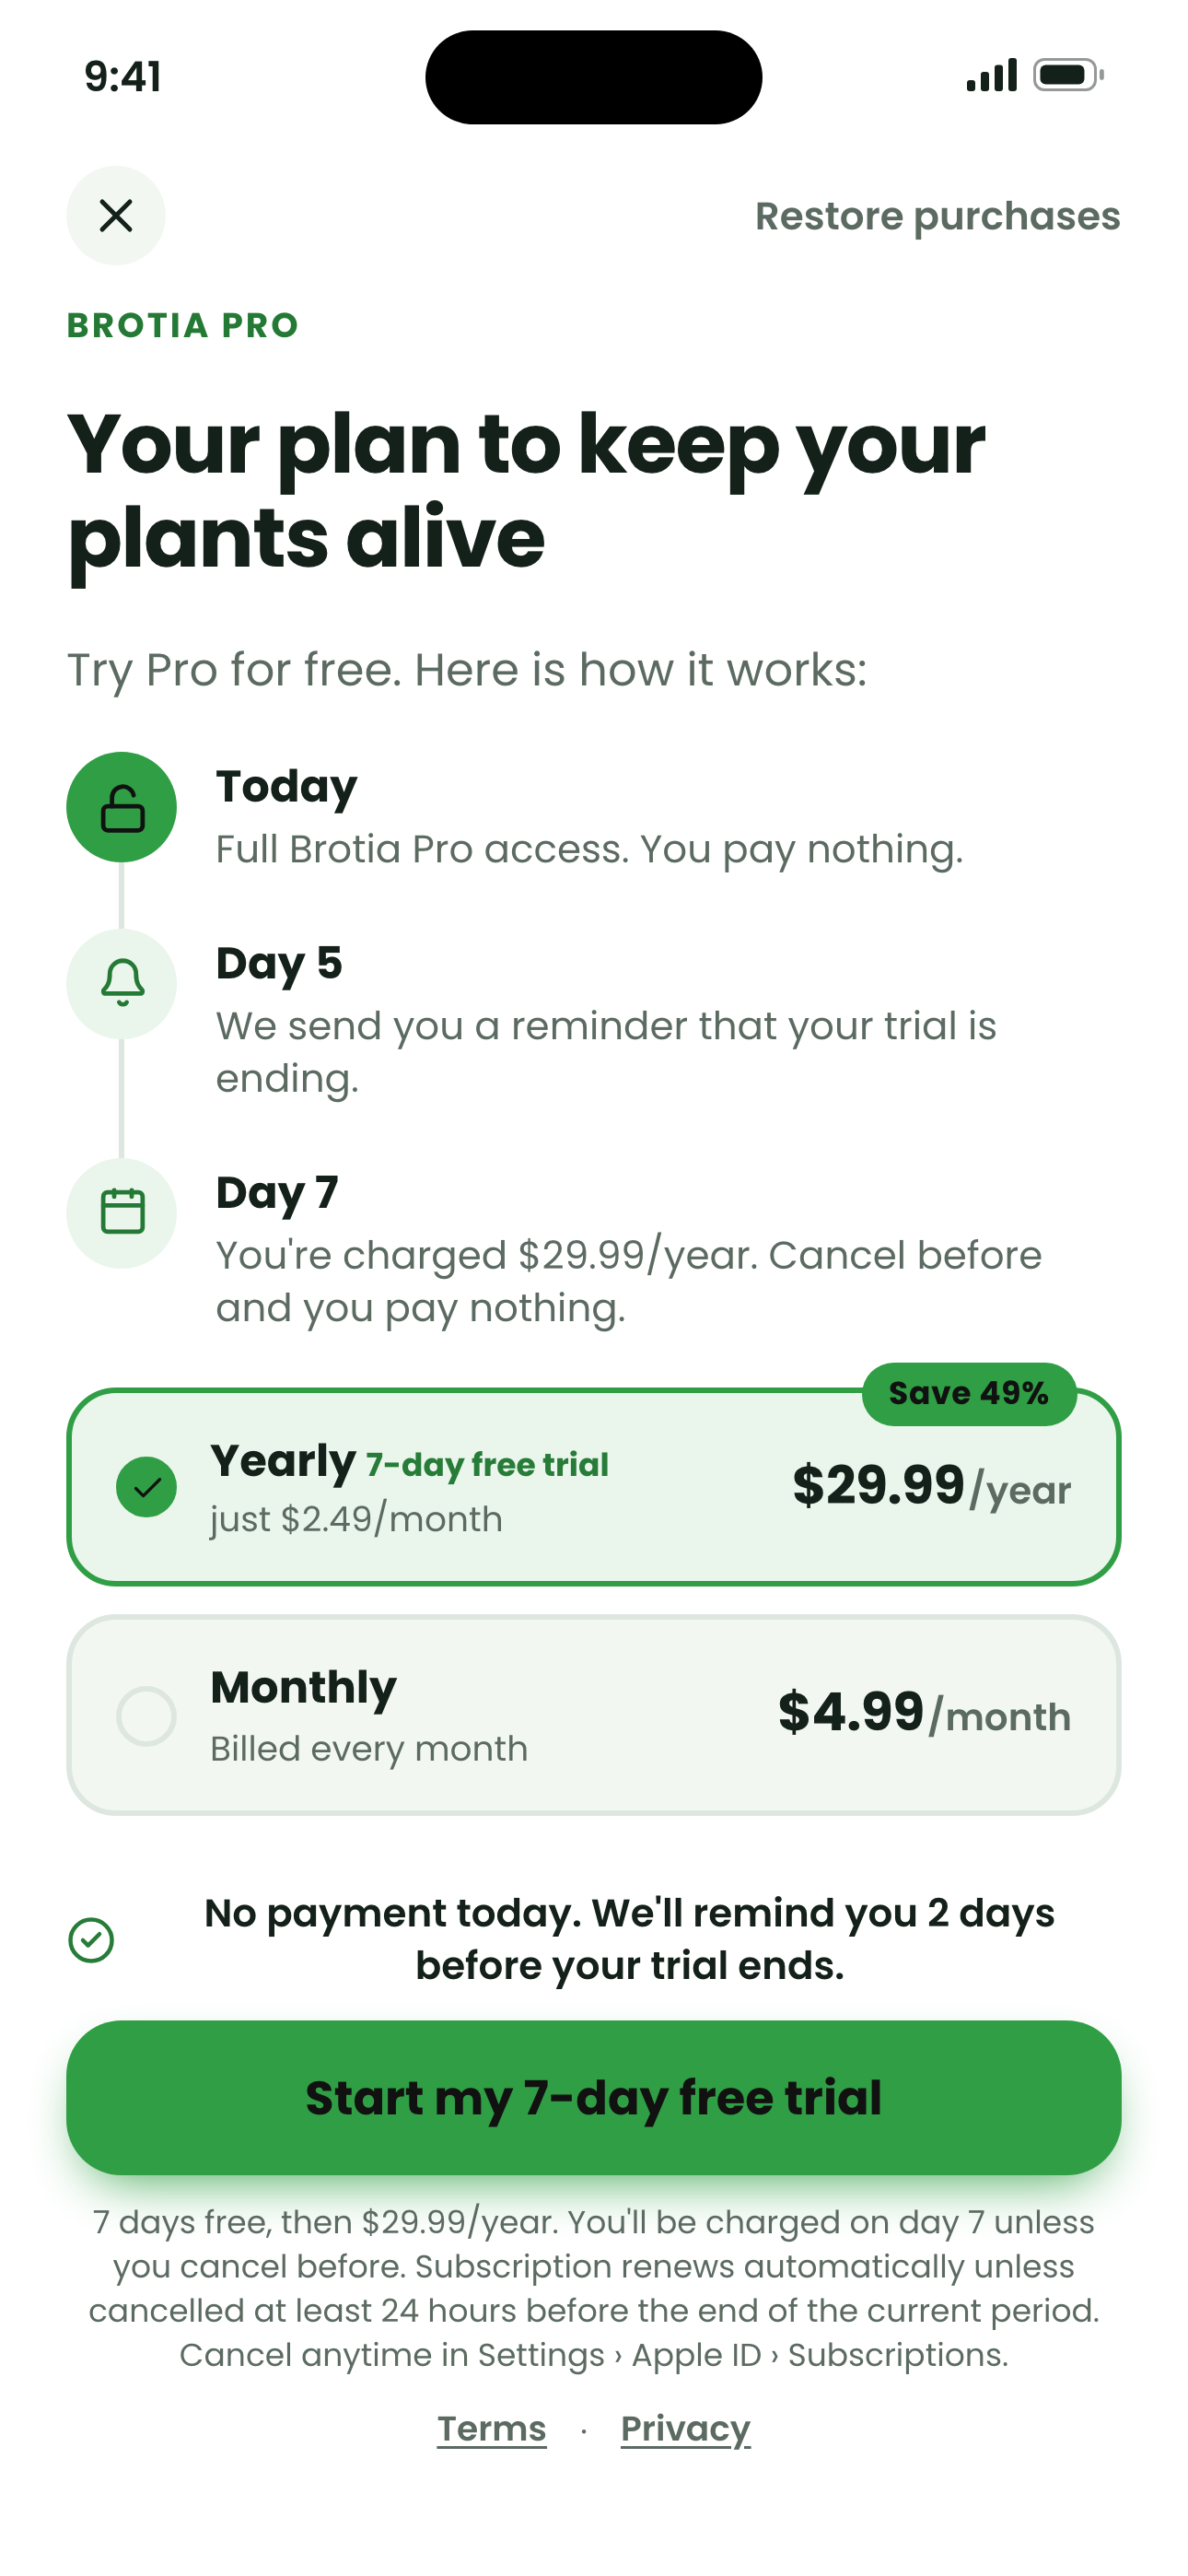 9:41
Restore purchases
BROTIA PRO
Your plan to keep your
plants alive
Try Pro for free. Here is how it works:
Today
Full Brotia Pro access. You pay nothing.
Day 5
We send you a reminder that your trial is
ending.
Day 7
You're charged $29.99/year. Cancel before
and you pay nothing.
Save 49%
Yearly 7-day free trial
just $2.49/month
$29.99/year
Monthly
Billed every month
$4.99/month
No payment today. We'll remind you 2 days
before your trial ends.
Start my 7-day free trial
7 days free, then $29.99/year. You'll be charged on day 7 unless
you cancel before. Subscription renews automatically unless
cancelled at least 24 hours before the end of the current period.
Cancel anytime in Settings › Apple ID › Subscriptions.
Terms · Privacy